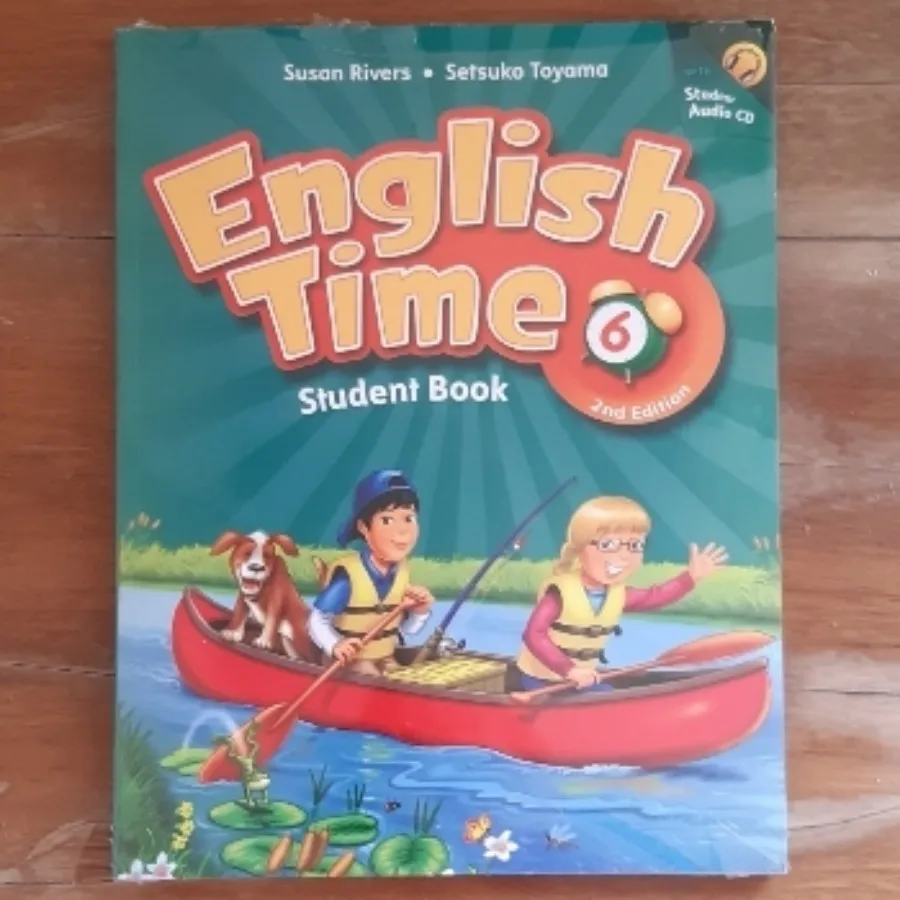 Susan Rivers • Setsuko Toyama
Audio CD
English
Time
6
2nd Edition
Student Book